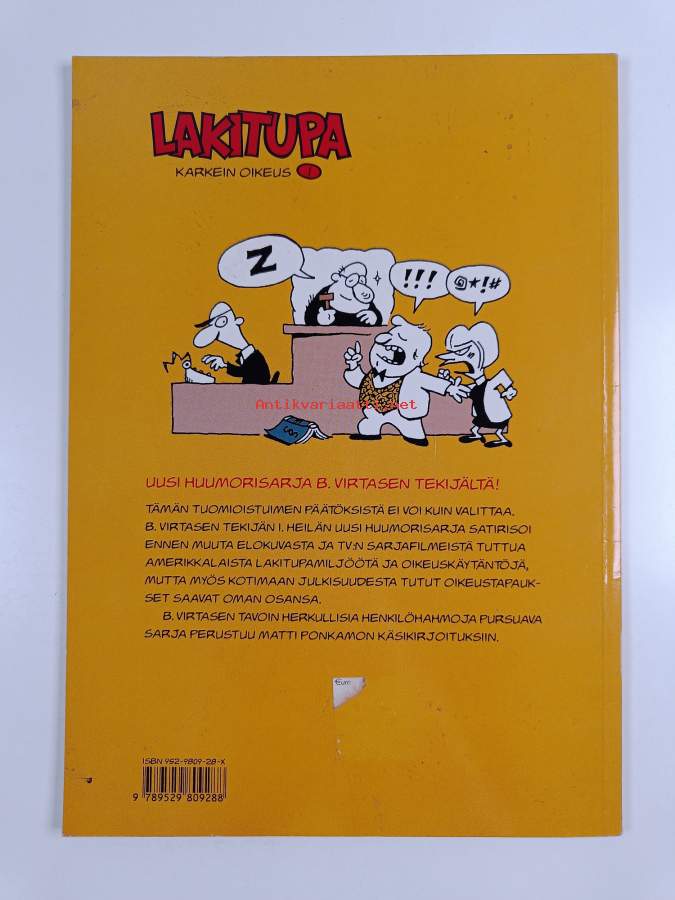 LAKITUPA
KARKEIN OIKEUS 1
Z
!!!
@*!#
Antikvariaatti.net
§§
UUSI HUUMORISARJA B. VIRTASEN TEKIJÄLTÄ!
TÄMÄN TUOMIOISTUIMEN PÄÄTÖKSISTÄ EI VOI KUIN VALITTAA.
B. VIRTASEN TEKIJÄN I. HEILÄN UUSI HUUMORISARJA SATIRISOI
ENNEN MUUTA ELOKUVASTA JA TV:N SARJAFILMEISTÄ TUTTUA
AMERIKKALAISTA LAKITUPAMILJÖÖTÄ JA OIKEUSKÄYTÄNTÖJÄ,
MUTTA MYÖS KOTIMAAN JULKISUUDESTA TUTUT OIKEUSTAPAUK-
SET SAAVAT OMAN OSANSA.
B. VIRTASEN TAVOIN HERKULLISIA HENKILÖHAHMOJA PURSUAVA
SARJA PERUSTUU MATTI PONKAMON KÄSIKIRJOITUKSIIN.
Eum
ISBN 952-9809-28-X
9 789529 809288